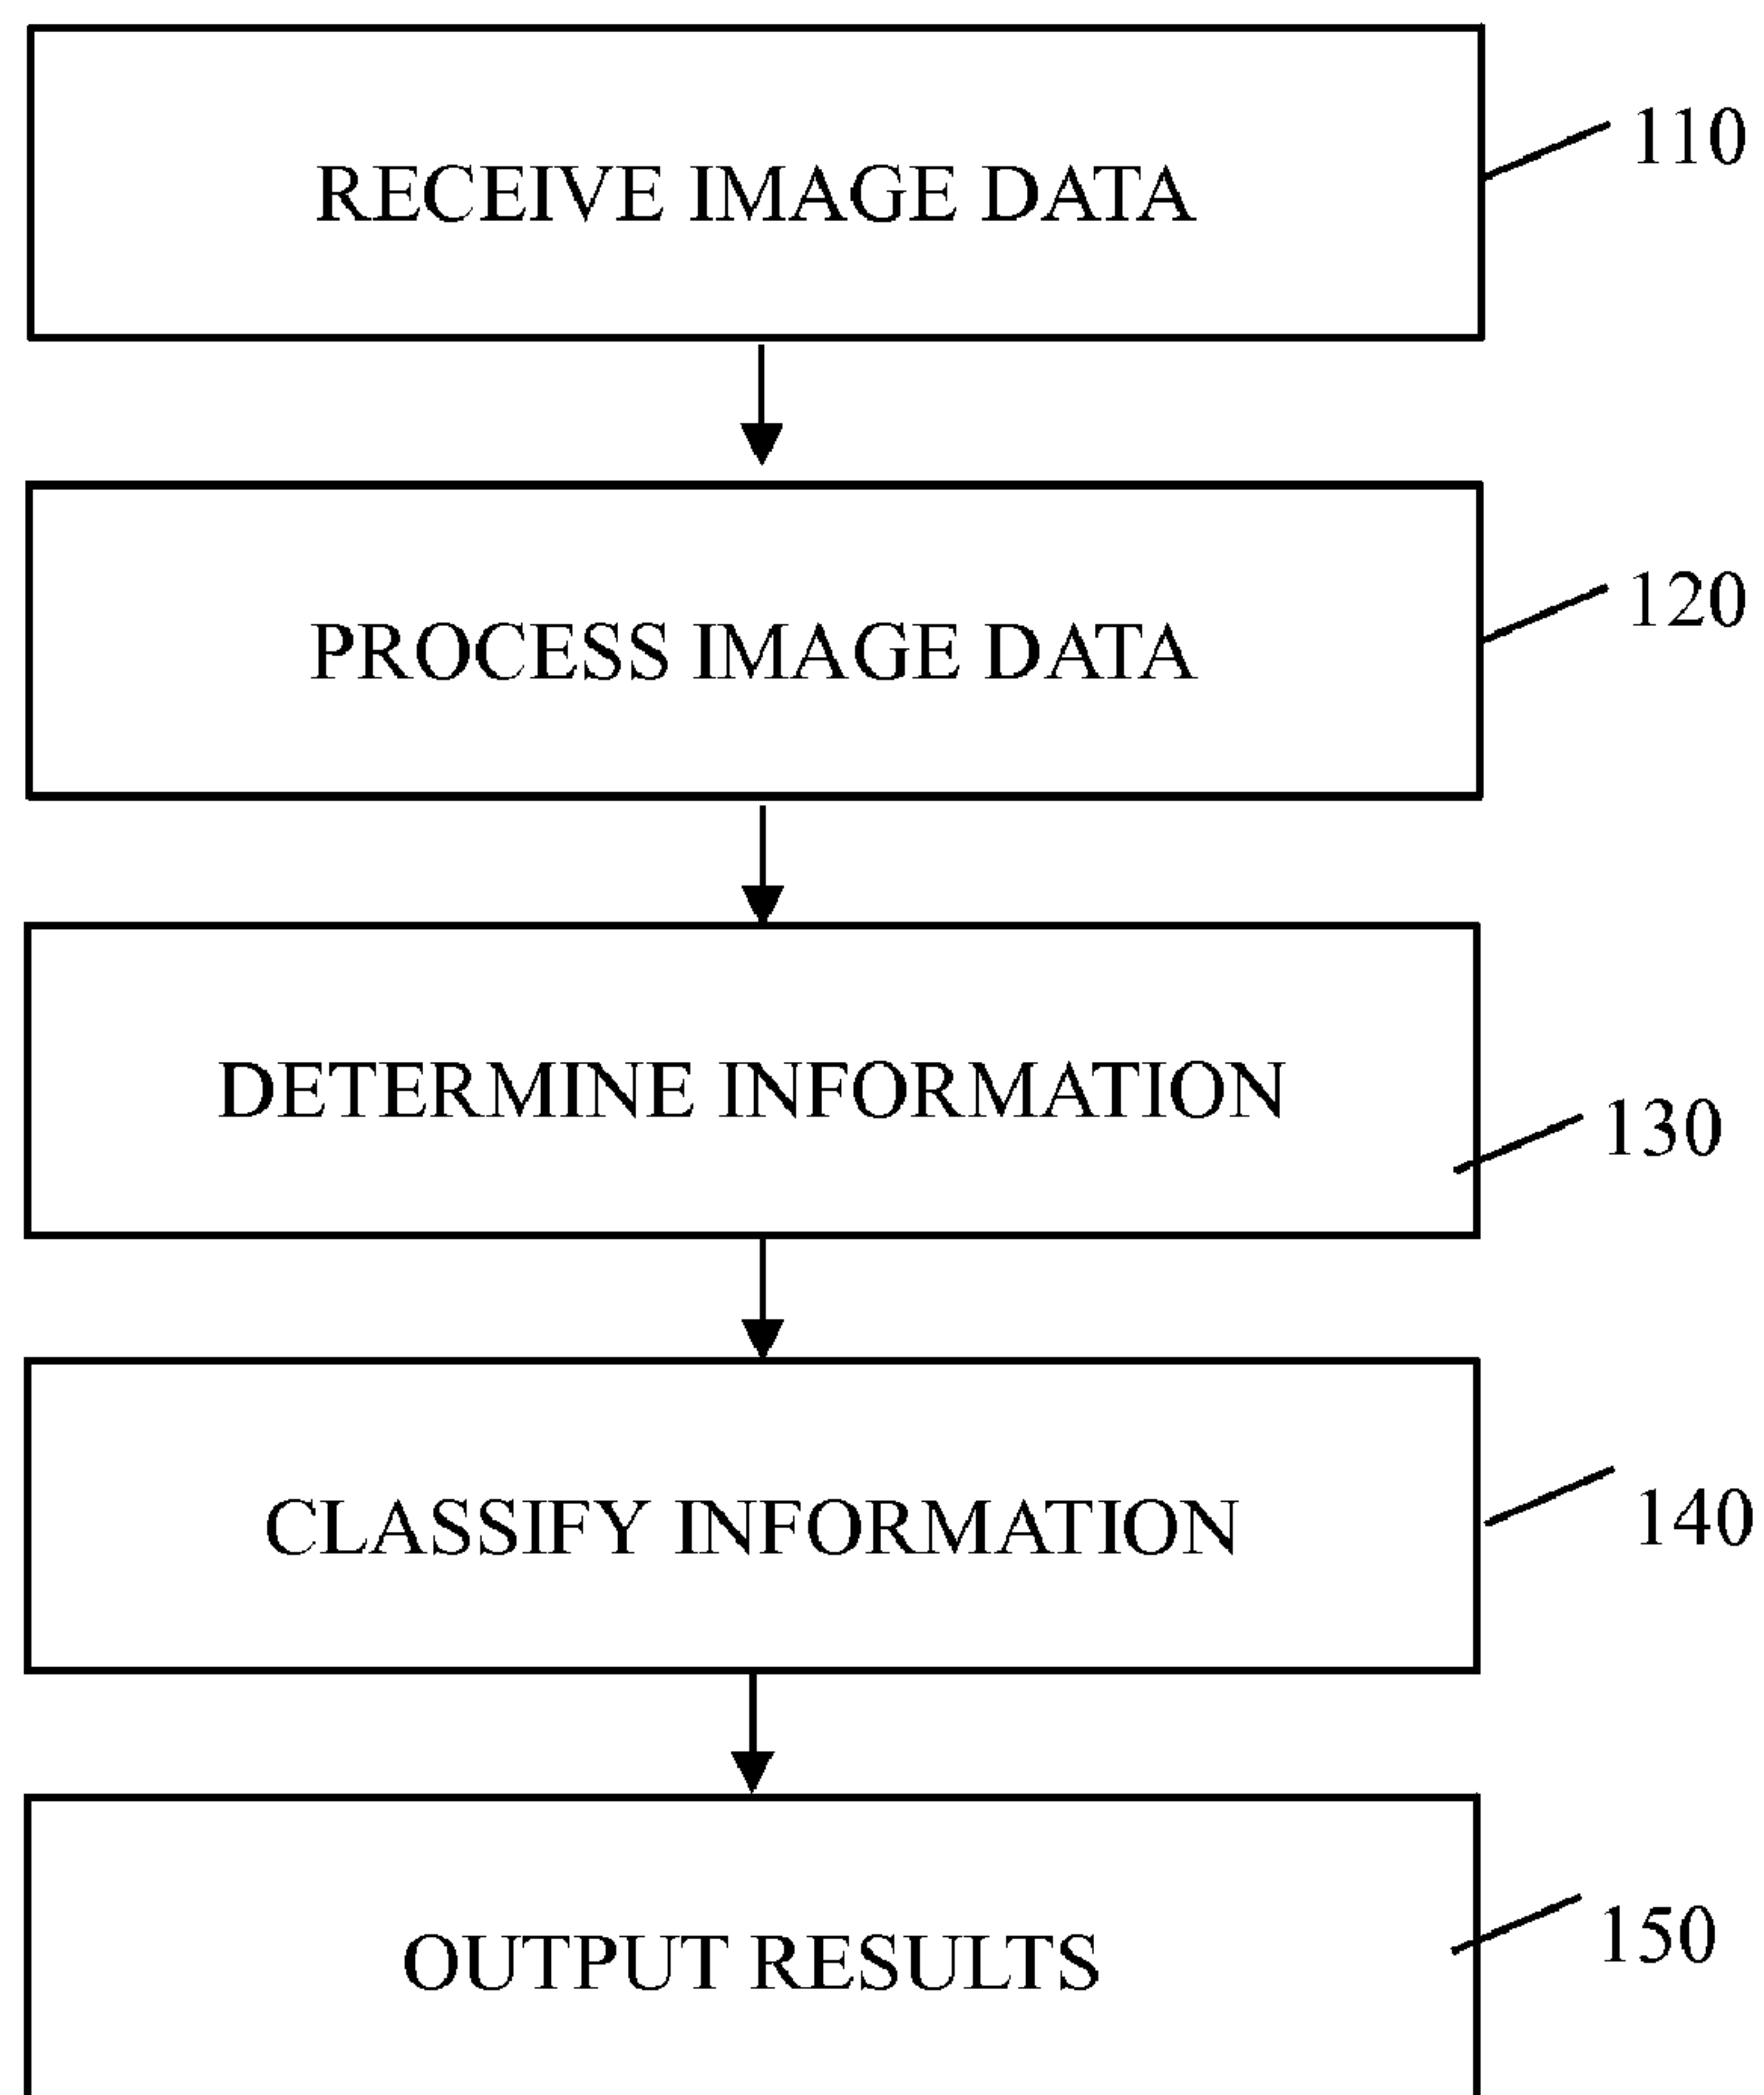 RECEIVE IMAGE DATA
110
PROCESS IMAGE DATA
120
DETERMINE INFORMATION
130
CLASSIFY INFORMATION
140
OUTPUT RESULTS
150